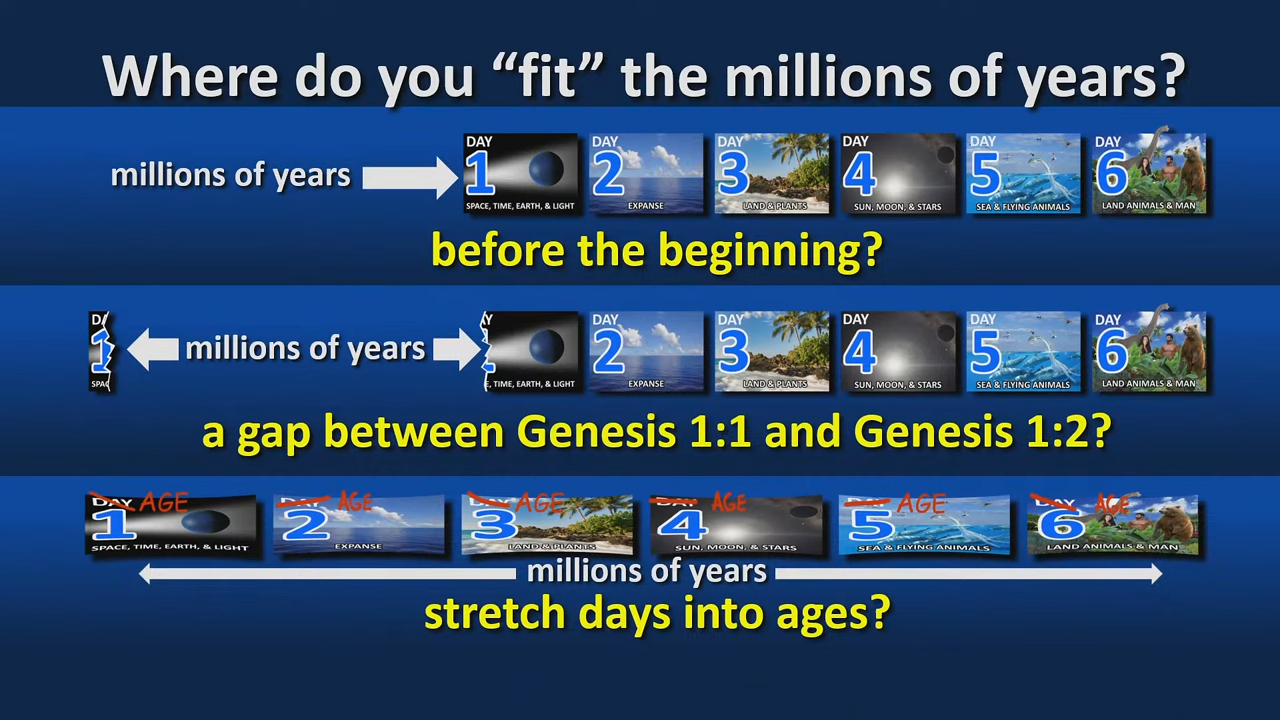 Where do you “fit” the millions of years?
millions of years
DAY 1 SPACE, TIME, EARTH, & LIGHT
DAY 2 EXPANSE
DAY 3 LAND & PLANTS
DAY 4 SUN, MOON, & STARS
DAY 5 SEA & FLYING ANIMALS
DAY 6 LAND ANIMALS & MAN
before the beginning?
DA 1 SPAC
millions of years
Y , TIME, EARTH, & LIGHT
DAY 2 EXPANSE
DAY 3 LAND & PLANTS
DAY 4 SUN, MOON, & STARS
DAY 5 SEA & FLYING ANIMALS
DAY 6 LAND ANIMALS & MAN
a gap between Genesis 1:1 and Genesis 1:2?
DAY AGE 1 SPACE, TIME, EARTH, & LIGHT
DAY AGE 2 EXPANSE
DAY AGE 3 LAND & PLANTS
DAY AGE 4 SUN, MOON, & STARS
DAY AGE 5 SEA & FLYING ANIMALS
DAY AGE 6 LAND ANIMALS & MAN
millions of years
stretch days into ages?